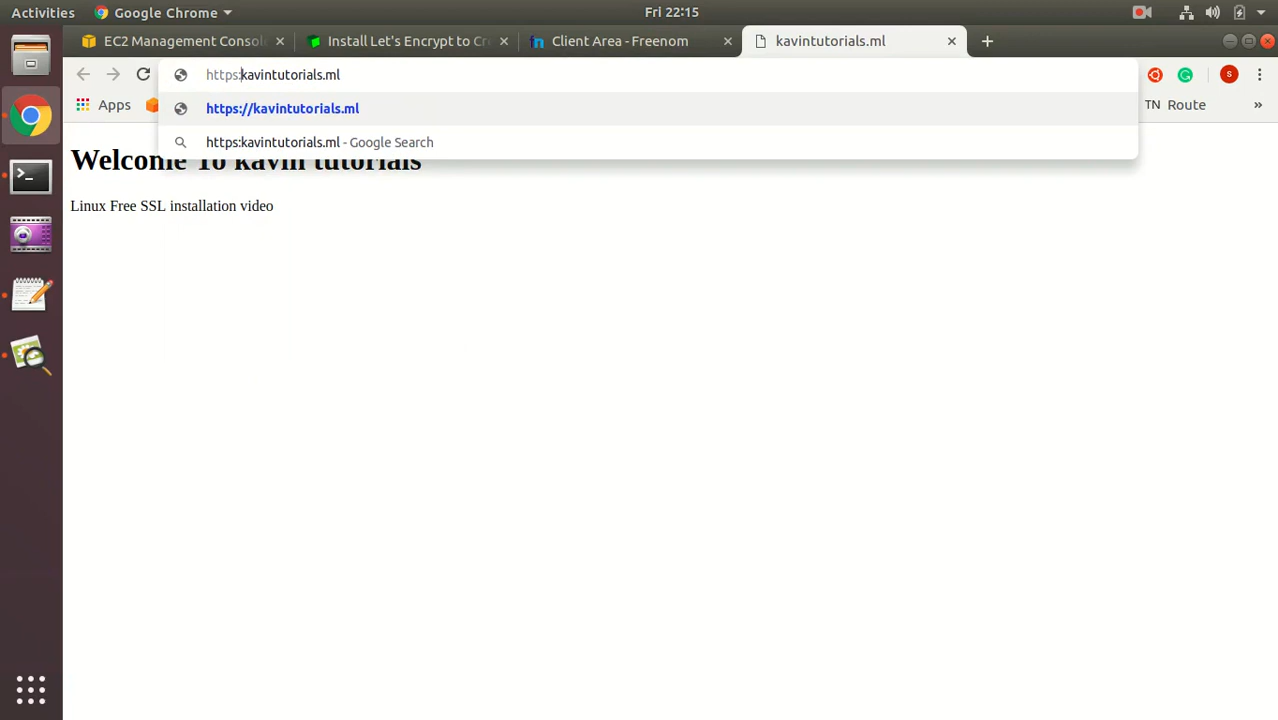 Activities
Google Chrome
Fri 22:15
EC2 Management Consol
Install Let's Encrypt to Cr
Client Area - Freenom
kavintutorials.ml
https:kavintutorials.ml
S
Apps
TN Route
»
https://kavintutorials.ml
https:kavintutorials.ml - Google Search
Welcome To kavin tutorials
Linux Free SSL installation video